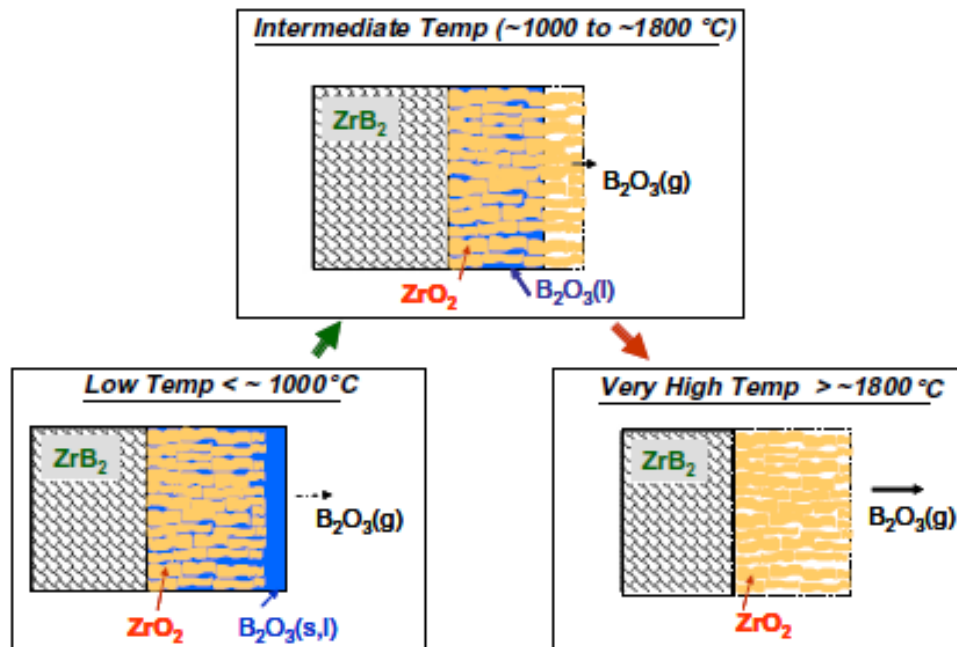 Intermediate Temp (~1000 to ~1800 °C)
ZrB₂
B₂O₃(g)
ZrO₂
B₂O₃(l)
Low Temp < ~ 1000°C
ZrB₂
B₂O₃(g)
ZrO₂
B₂O₃(s,l)
Very High Temp > ~1800°C
ZrB₂
B₂O₃(g)
ZrO₂